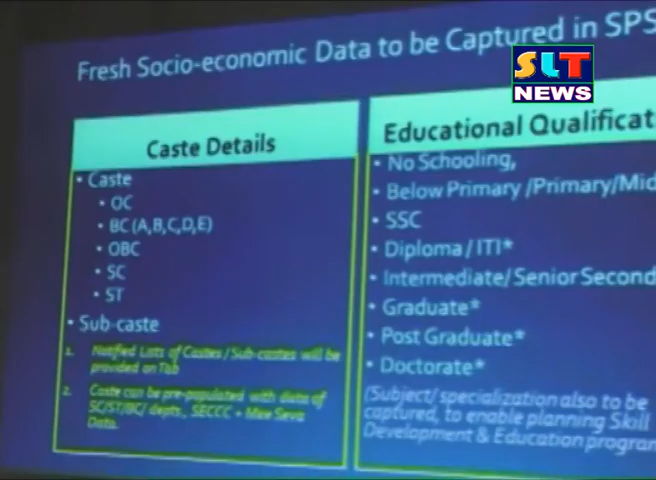 Fresh Socio-economic Data to be Captured in SPS
SLT
NEWS
Caste Details
• Caste
• OC
• BC (A,B,C,D,E)
• OBC
• SC
• ST
• Sub-caste
1. Notified Lists of Castes / Sub-castes will be
provided on Tab
2. Caste can be pre-populated with data of
SC/ST/BC/ depts., SECCC + Mee Seva
Data.
Educational Qualificat
• No Schooling,
• Below Primary /Primary/Mid
• SSC
• Diploma / ITI*
• Intermediate/ Senior Second
• Graduate*
• Post Graduate*
• Doctorate*
(Subject/ specialization also to be
captured, to enable planning Skill
Development & Education program